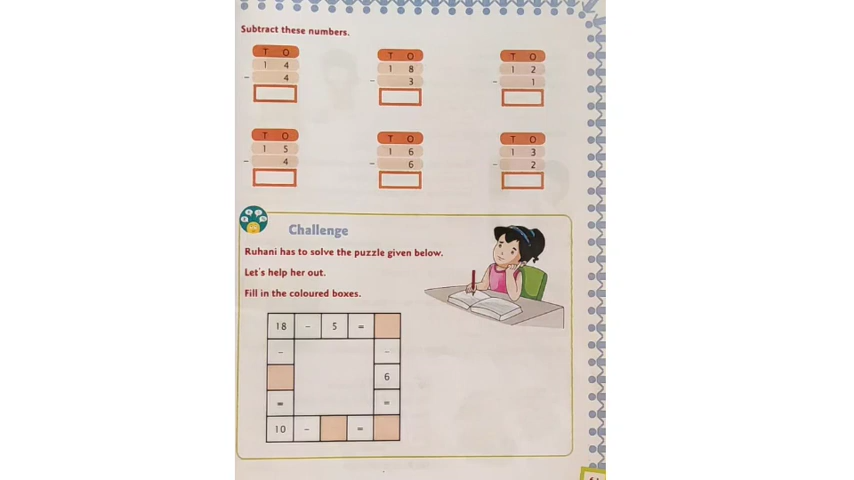 Subtract these numbers.
T O T O T O
1 4 1 8 1 2
- 4 - 3 - 1
T O T O T O
1 5 1 6 1 3
- 4 - 6 - 2
Challenge
Ruhani has to solve the puzzle given below.
Let's help her out.
Fill in the coloured boxes.
18 - 5 =
- -
6
= =
10 - =